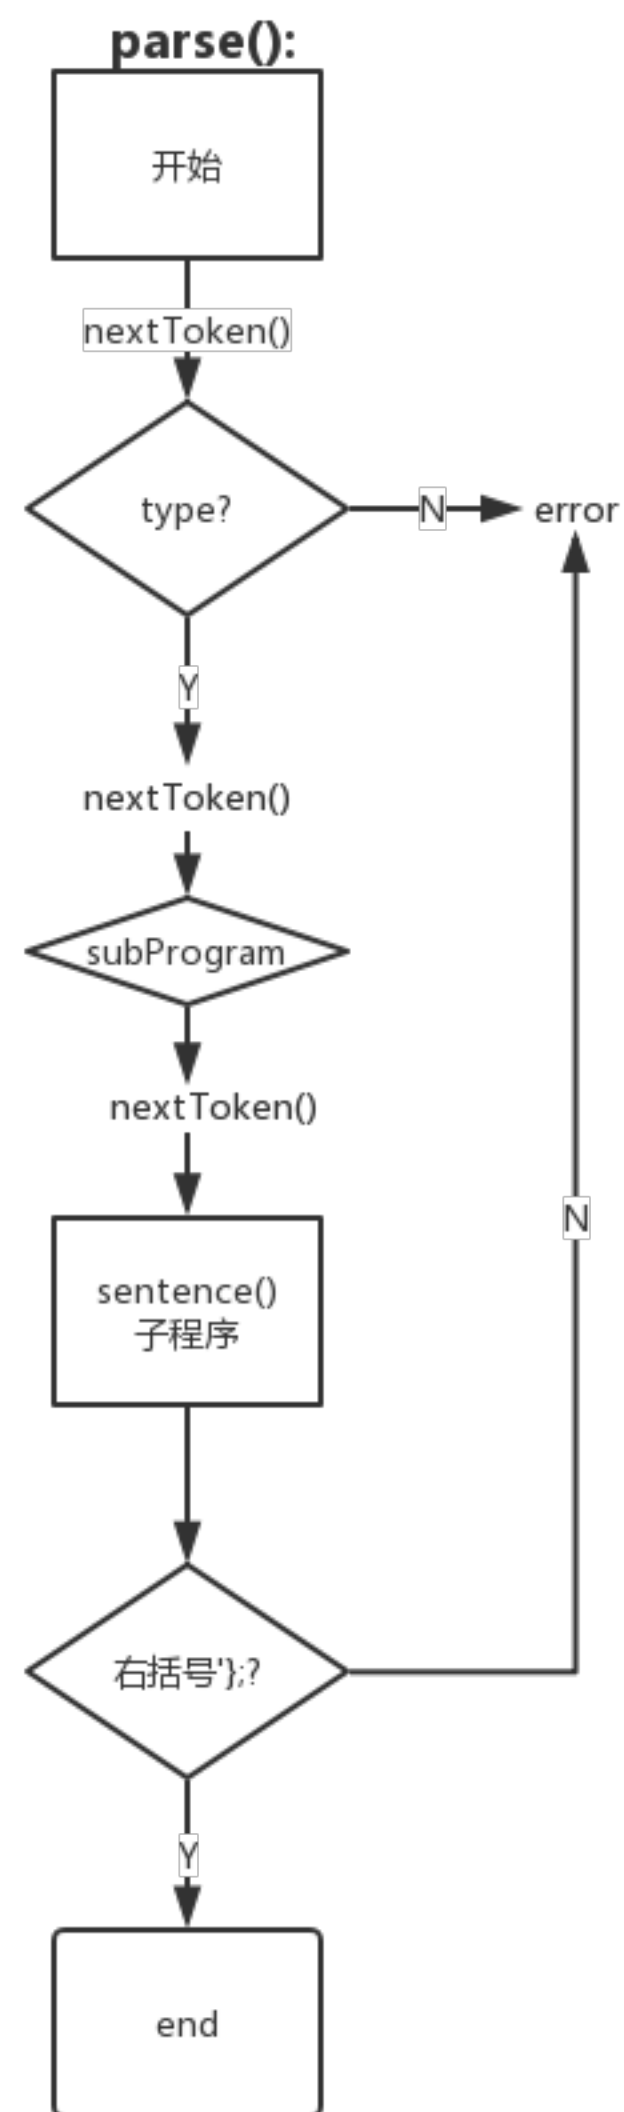 parse():
开始
nextToken()
type?
N
error
Y
nextToken()
subProgram
nextToken()
N
sentence()
子程序
右括号'};?
Y
end